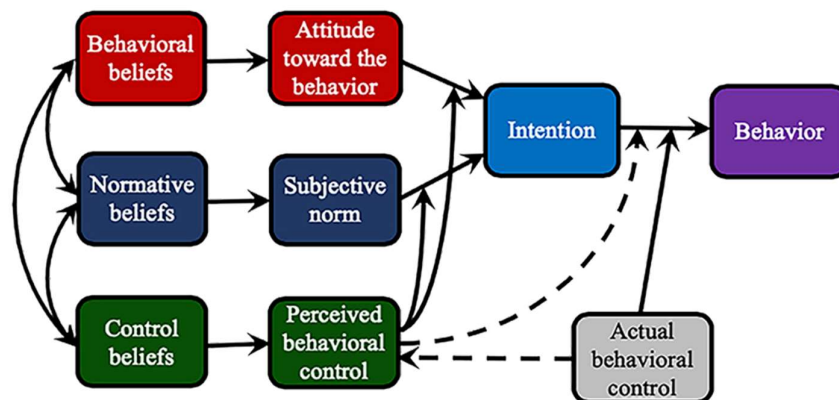 Behavioral
beliefs
Attitude
toward the
behavior
Intention
Behavior
Normative
beliefs
Subjective
norm
Control
beliefs
Perceived
behavioral
control
Actual
behavioral
control